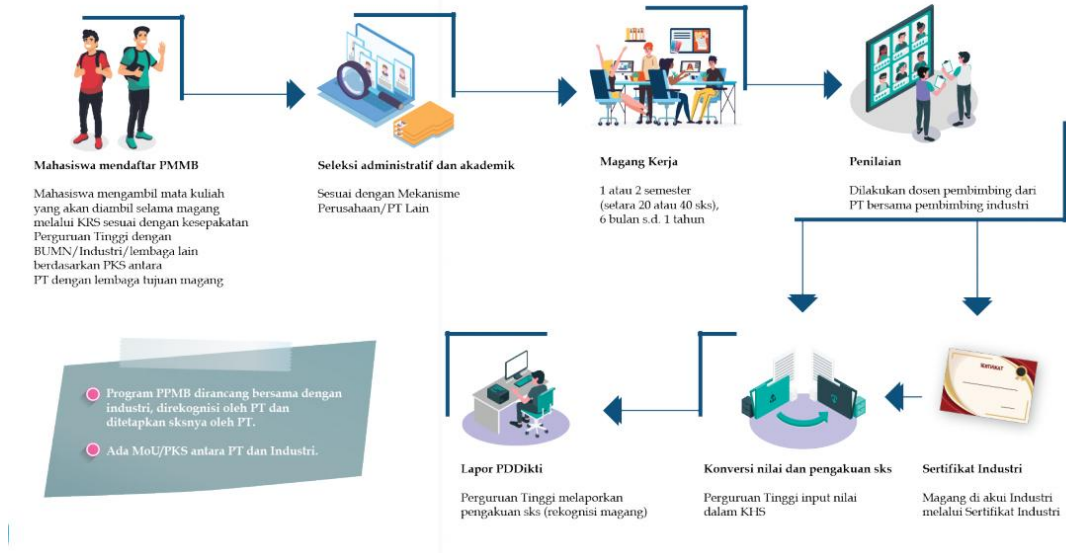 Mahasiswa mendaftar PMMB
Mahasiswa mengambil mata kuliah
yang akan diambil selama magang
melalui KRS sesuai dengan kesepakatan
Perguruan Tinggi dengan
BUMN/Industri/lembaga lain
berdasarkan PKS antara
PT dengan lembaga tujuan magang
Seleksi administratif dan akademik
Sesuai dengan Mekanisme
Perusahaan/PT Lain
Magang Kerja
1 atau 2 semester
(setara 20 atau 40 sks),
6 bulan s.d. 1 tahun
Penilaian
Dilakukan dosen pembimbing dari
PT bersama pembimbing industri
Program PPMB dirancang bersama dengan
industri, direkognisi oleh PT dan
ditetapkan sksnya oleh PT.
Ada MoU/PKS antara PT dan Industri.
Lapor PDDikti
Perguruan Tinggi melaporkan
pengakuan sks (rekognisi magang)
Konversi nilai dan pengakuan sks
Perguruan Tinggi input nilai
dalam KHS
SERTIFIKAT
Sertifikat Industri
Magang di akui Industri
melalui Sertifikat Industri